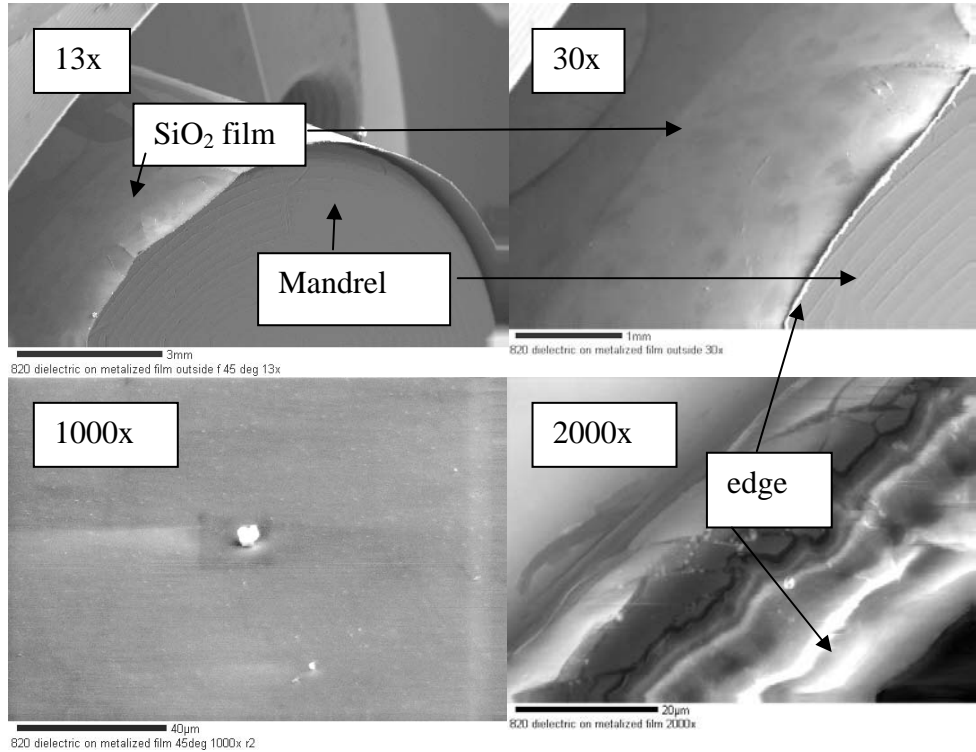 13x
30x
SiO₂ film
Mandrel
3mm
820 dielectric on metalized film outside f 45 deg 13x
1mm
820 dielectric on metalized film outside 30x
1000x
2000x
edge
40µm
820 dielectric on metalized film 45deg 1000x r2
20µm
820 dielectric on metalized film 2000x